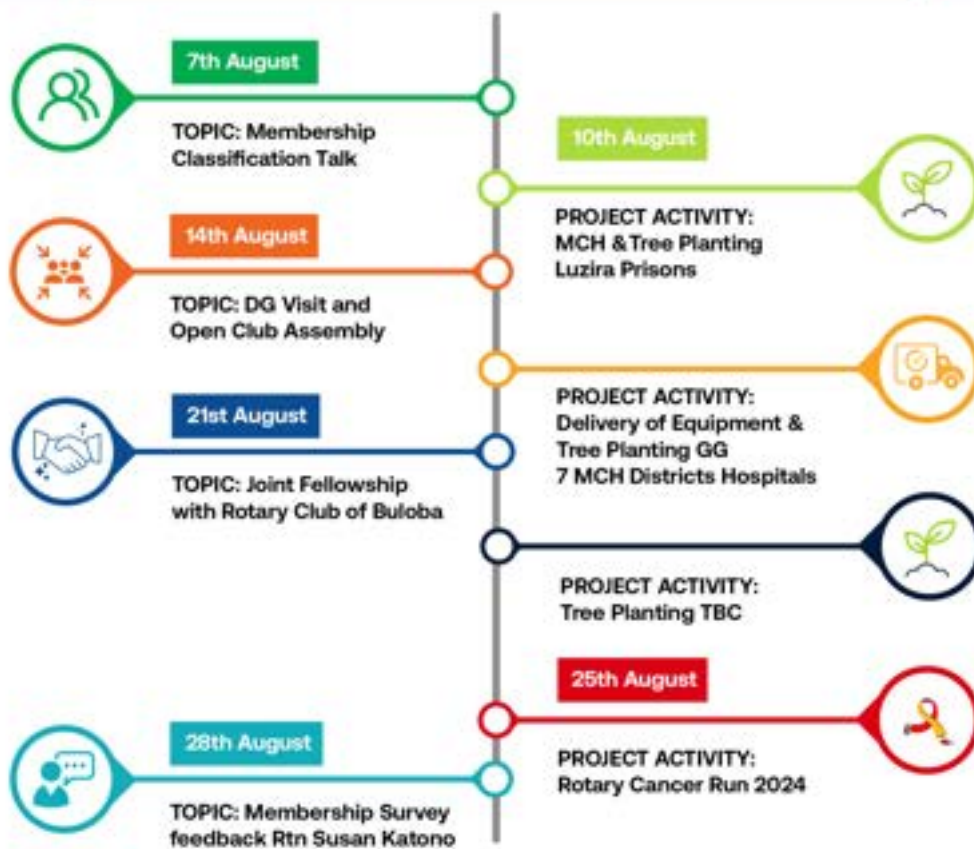 7th August
TOPIC: Membership
Classification Talk
10th August
PROJECT ACTIVITY:
MCH & Tree Planting
Luzira Prisons
14th August
TOPIC: DG Visit and
Open Club Assembly
PROJECT ACTIVITY:
Delivery of Equipment &
Tree Planting GG
7 MCH Districts Hospitals
21st August
TOPIC: Joint Fellowship
with Rotary Club of Buloba
PROJECT ACTIVITY:
Tree Planting TBC
25th August
PROJECT ACTIVITY:
Rotary Cancer Run 2024
28th August
TOPIC: Membership Survey
feedback Rtn Susan Katono